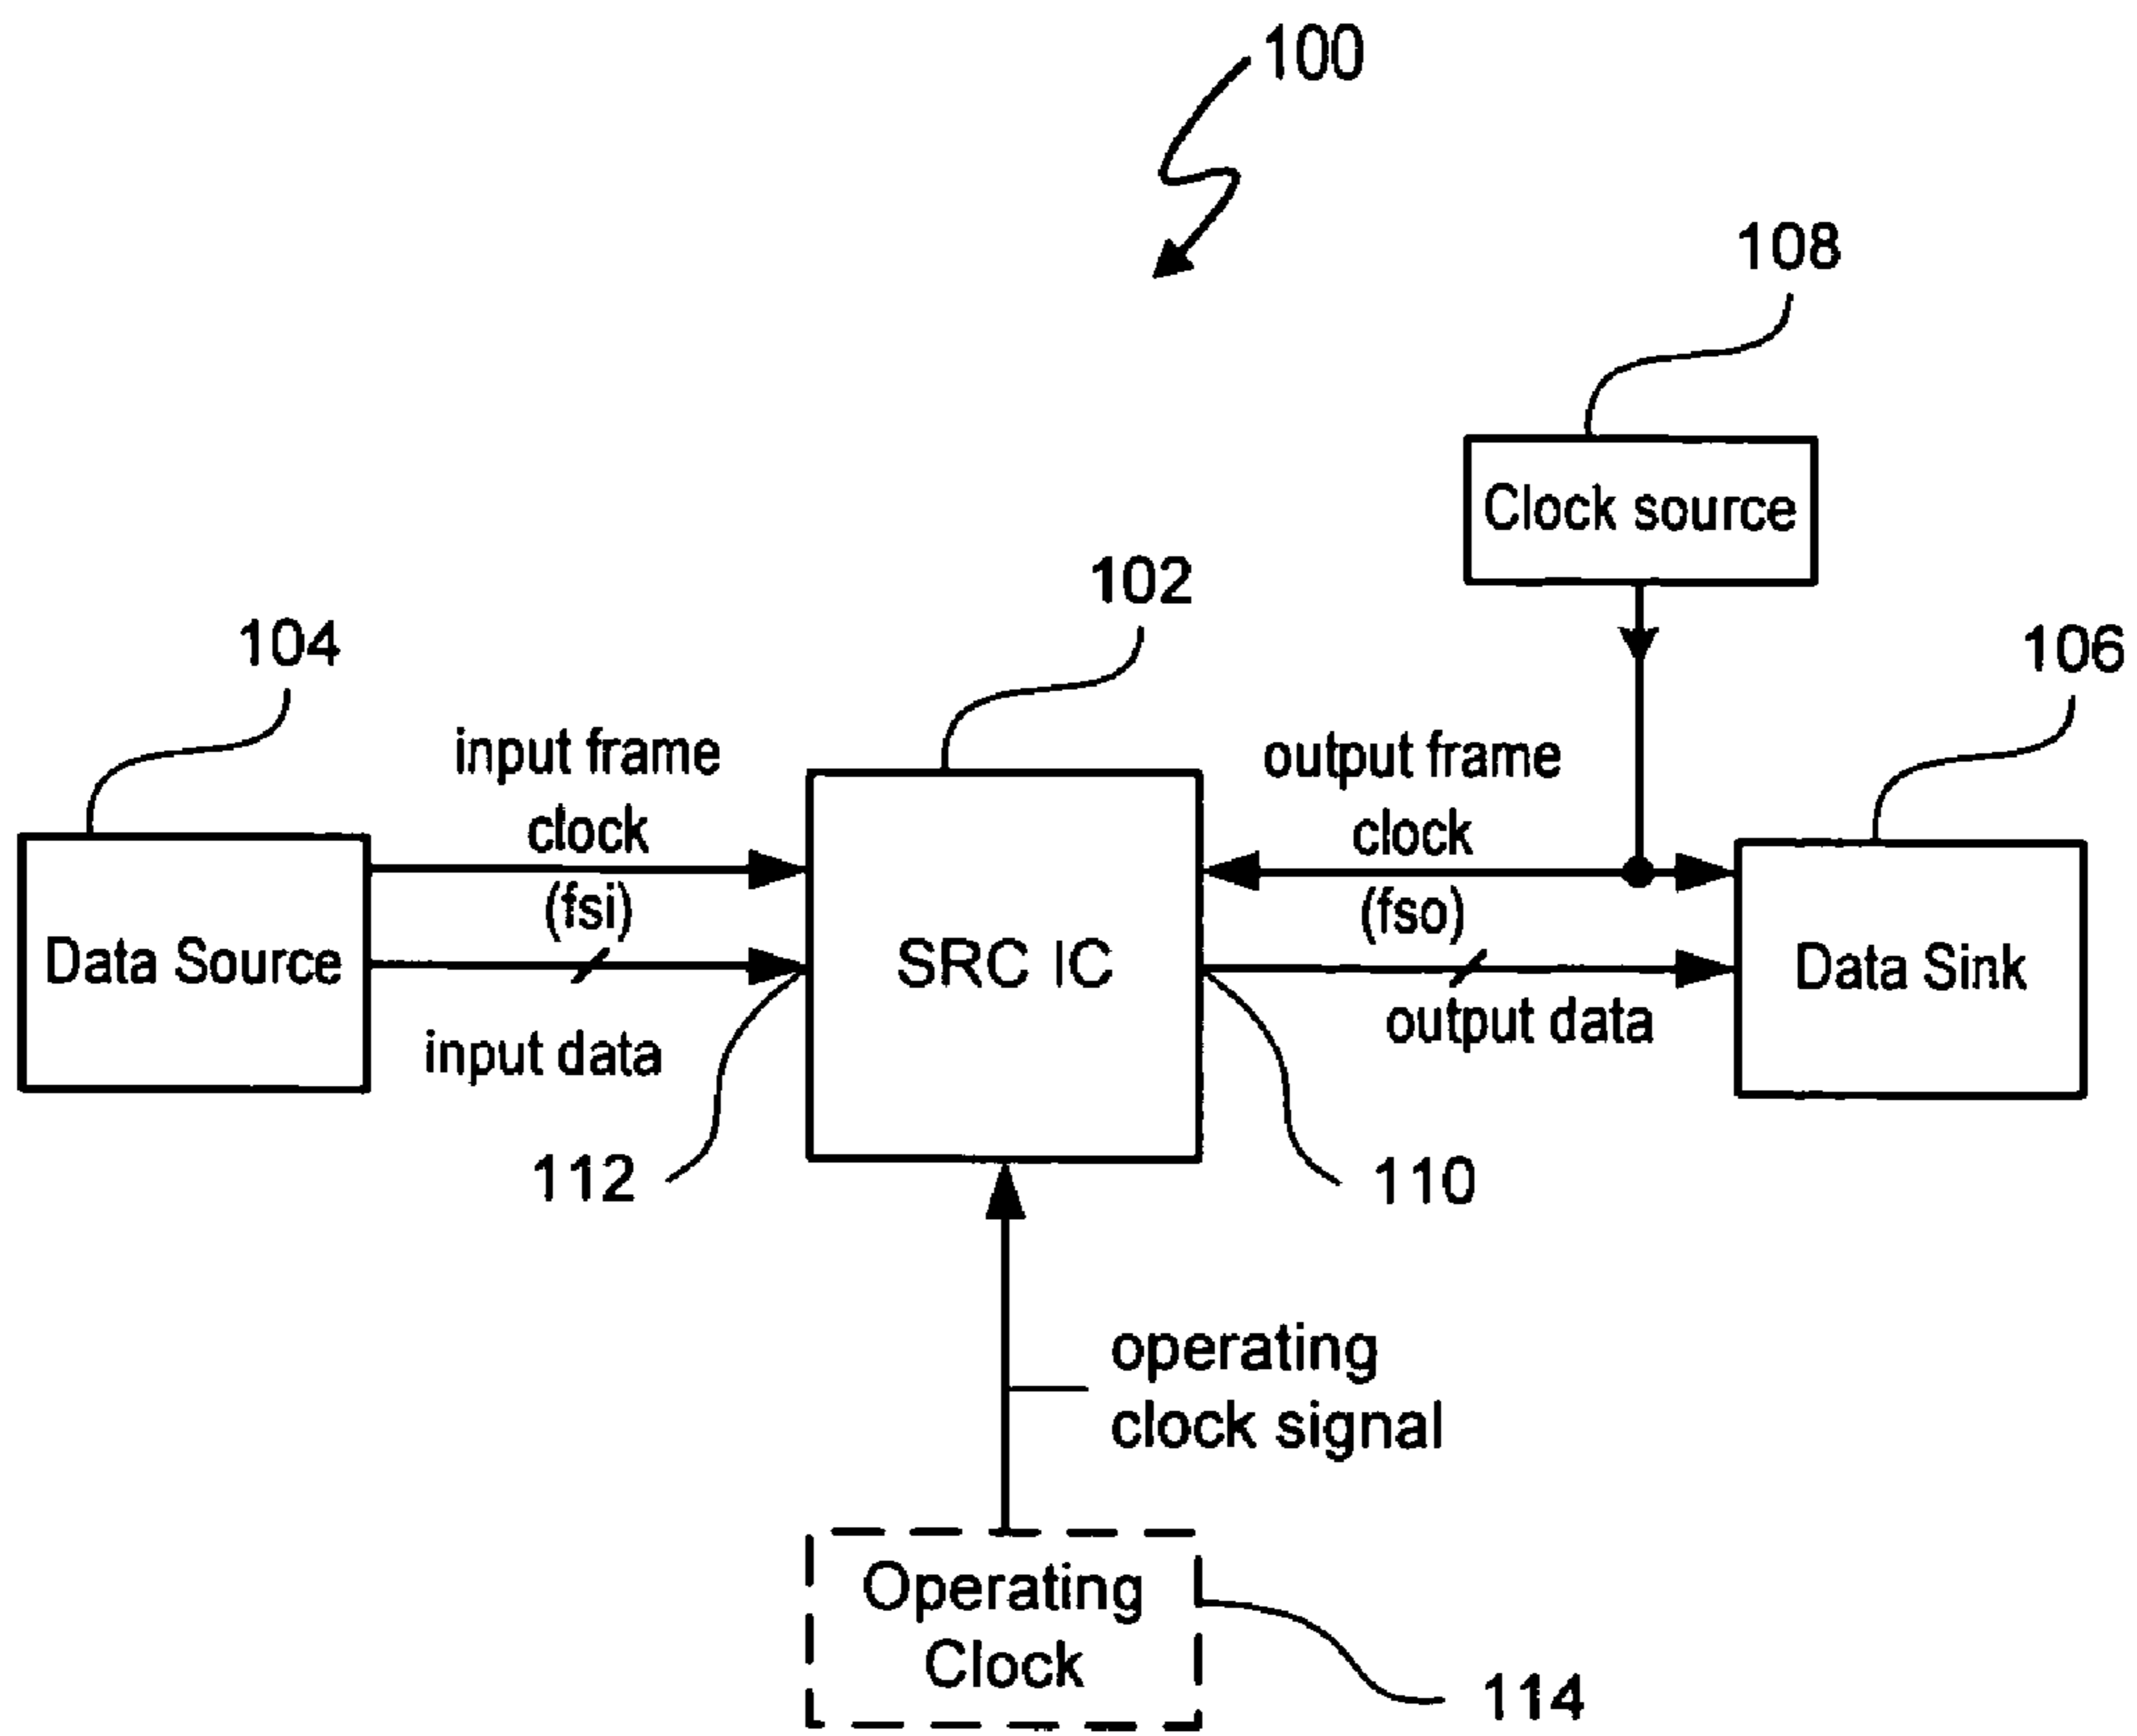 100
108
Clock source
102
104
106
input frame
clock
(fsi)
output frame
clock
(fso)
Data Source
SRC IC
Data Sink
input data
output data
112
110
operating
clock signal
Operating
Clock
114